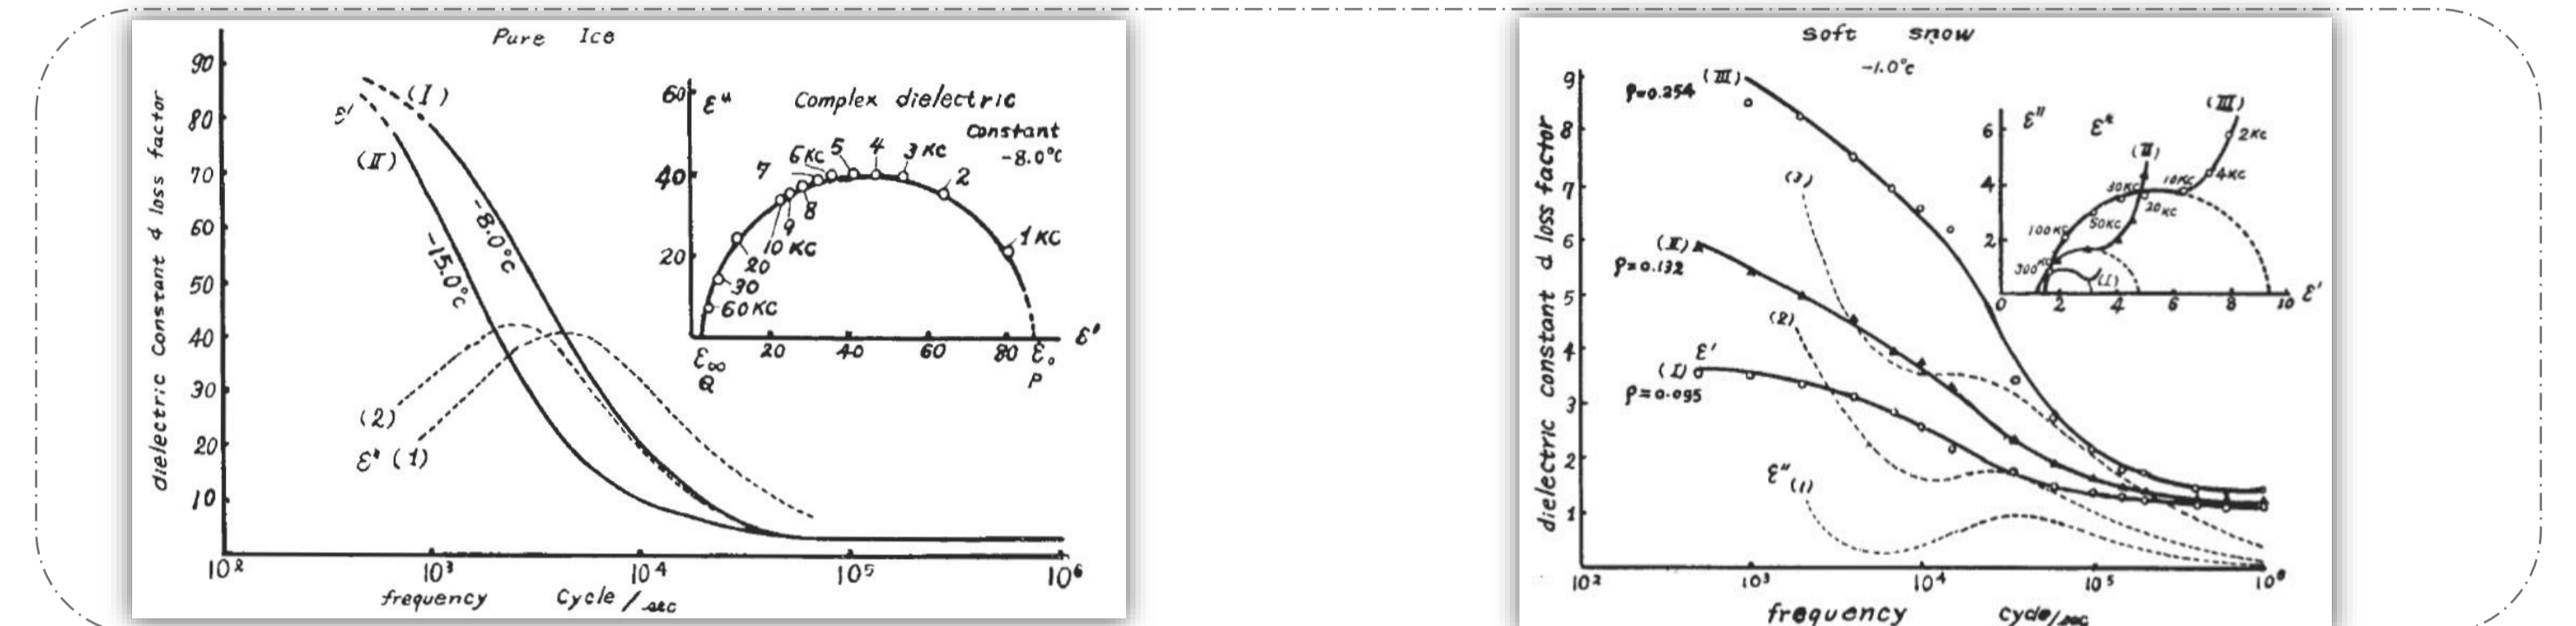 Pure Ice
dielectric Constant & loss factor
90
80
70
60
50
40
30
20
10
10² 10³ 10⁴ 10⁵ 10⁶
frequency Cycle/sec
ε'
(I)
(II)
-8.0°C
-15.0°C
(2)
ε" (1)
Complex dielectric
Constant
-8.0°C
60 ε"
40
20
7 6KC 5 4 3KC 2 1KC
8
9
10 KC
20
30
60 KC
20 40 60 80 ε₀ ε'
ε∞
Q P
Soft snow
-1.0°C
dielectric constant & loss factor
9
8
7
6
5
4
3
2
1
10² 10³ 10⁴ 10⁵ 10⁶
frequency cycle/sec
(III)
ρ=0.254
(II)
ρ=0.132
ε'
(I)
ρ=0.095
(3)
(2)
ε" (1)
ε" ε*
(III)
2KC
(II)
4KC
30KC 10KC
20KC
50KC
100KC
300KC
(I)
6
4
2
0 2 4 6 8 10 ε'